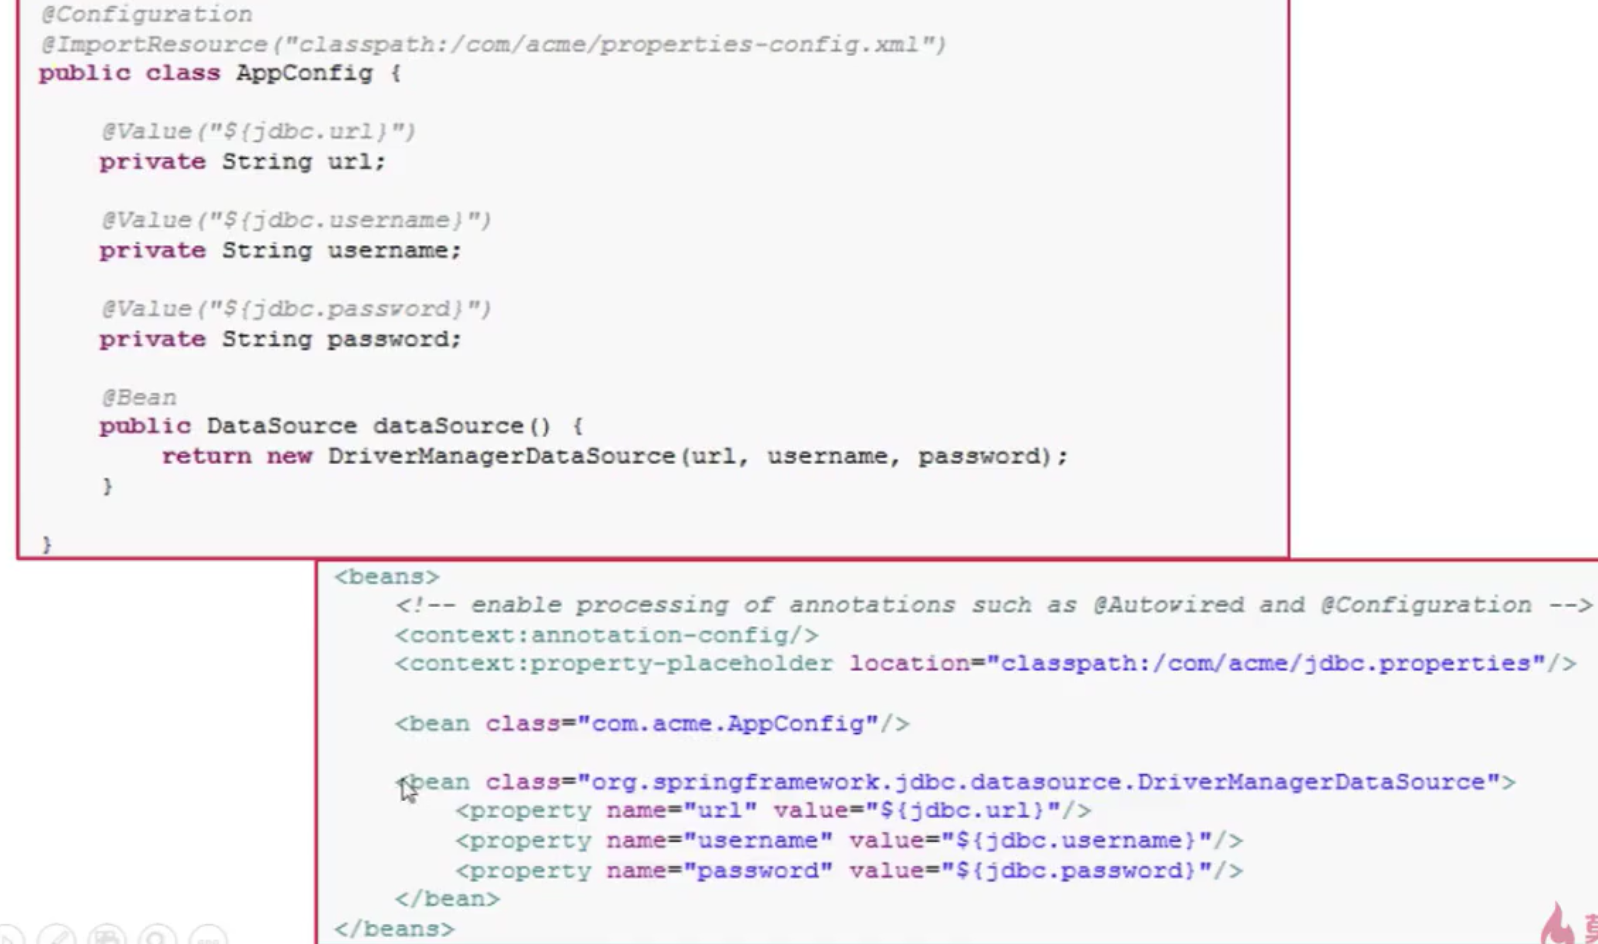 @Configuration
@ImportResource("classpath:/com/acme/properties-config.xml")
public class AppConfig {
@Value("${jdbc.url}")
private String url;
@Value("${jdbc.username}")
private String username;
@Value("${jdbc.password}")
private String password;
@Bean
public DataSource dataSource() {
return new DriverManagerDataSource(url, username, password);
}
}
<beans>
<!-- enable processing of annotations such as @Autowired and @Configuration -->
<context:annotation-config/>
<context:property-placeholder location="classpath:/com/acme/jdbc.properties"/>
<bean class="com.acme.AppConfig"/>
<bean class="org.springframework.jdbc.datasource.DriverManagerDataSource">
<property name="url" value="${jdbc.url}"/>
<property name="username" value="${jdbc.username}"/>
<property name="password" value="${jdbc.password}"/>
</bean>
</beans>